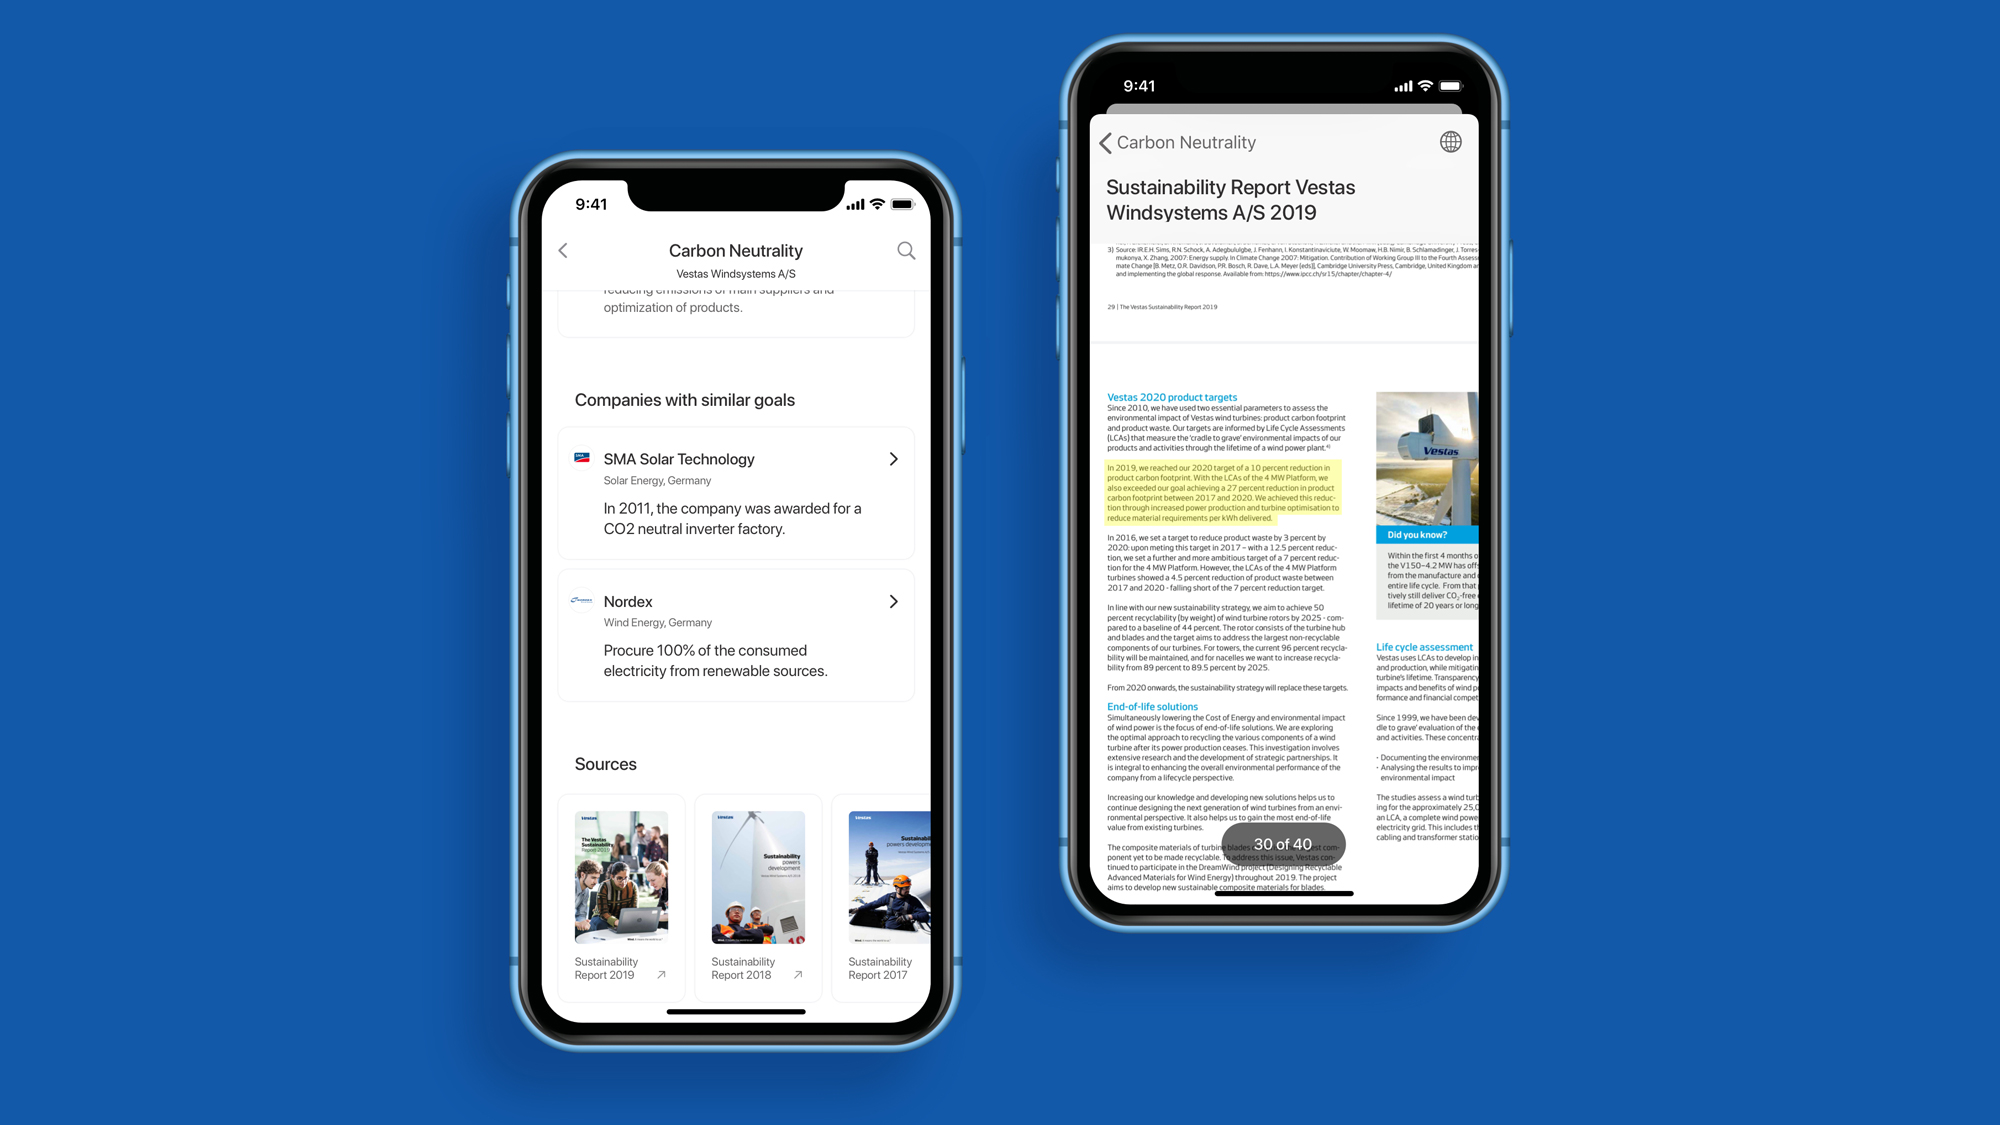 9:41
Carbon Neutrality
Vestas Windsystems A/S
reducing emissions of main suppliers and
optimization of products.
Companies with similar goals
SMA
SMA Solar Technology
Solar Energy, Germany
In 2011, the company was awarded for a
CO2 neutral inverter factory.
NORDEX
Nordex
Wind Energy, Germany
Procure 100% of the consumed
electricity from renewable sources.
Sources
Vestas
The Vestas
Sustainability
Report 2019
Sustainability
Report 2019
Vestas
Sustainability
powers
development
Sustainability
Report 2018
Vestas
Sustainabil
powers developme
Sustainability
Report 2017
9:41
Carbon Neutrality
Sustainability Report Vestas
Windsystems A/S 2019
3) Source: IR.E.H. Sims, R.N. Schock, A. Adegbululgbe, J. Fenhann, I. Konstantinaviciute, W. Moomaw, H.B. Nimir, B. Schlamadinger, J. Torres-
mukonya, X. Zhang, 2007: Energy supply. In Climate Change 2007: Mitigation. Contribution of Working Group III to the Fourth Assess
mate Change [B. Metz, O.R. Davidson, P.R. Bosch, R. Dave, L.A. Meyer (eds)], Cambridge University Press, Cambridge, United Kingdom an
and implementing the global response. Available from: https://www.ipcc.ch/sr15/chapter/chapter-4/
29 | The Vestas Sustainability Report 2019
Vestas 2020 product targets
Since 2010, we have used two essential parameters to assess the
environmental impact of Vestas wind turbines: product carbon footprint
and product waste. Our targets are informed by Life Cycle Assessments
(LCAs) that measure the 'cradle to grave' environmental impacts of our
products and activities through the lifetime of a wind power plant.4)
In 2019, we reached our 2020 target of a 10 percent reduction in
product carbon footprint. With the LCAs of the 4 MW Platform, we
also exceeded our goal achieving a 27 percent reduction in product
carbon footprint between 2017 and 2020. We achieved this reduc-
tion through increased power production and turbine optimisation to
reduce material requirements per kWh delivered.
In 2016, we set a target to reduce product waste by 3 percent by
2020: upon meting this target in 2017 – with a 12.5 percent reduc-
tion, we set a further and more ambitious target of a 7 percent reduc-
tion for the 4 MW Platform. However, the LCAs of the 4 MW Platform
turbines showed a 4.5 percent reduction of product waste between
2017 and 2020 - falling short of the 7 percent reduction target.
In line with our new sustainability strategy, we aim to achieve 50
percent recyclability (by weight) of wind turbine rotors by 2025 - com-
pared to a baseline of 44 percent. The rotor consists of the turbine hub
and blades and the target aims to address the largest non-recyclable
components of our turbines. For towers, the current 96 percent recycla-
bility will be maintained, and for nacelles we want to increase recycla-
bility from 89 percent to 89.5 percent by 2025.
From 2020 onwards, the sustainability strategy will replace these targets.
End-of-life solutions
Simultaneously lowering the Cost of Energy and environmental impact
of wind power is the focus of end-of-life solutions. We are exploring
the optimal approach to recycling the various components of a wind
turbine after its power production ceases. This investigation involves
extensive research and the development of strategic partnerships. It
is integral to enhancing the overall environmental performance of the
company from a lifecycle perspective.
Increasing our knowledge and developing new solutions helps us to
continue designing the next generation of wind turbines from an envi-
ronmental perspective. It also helps us to gain the most end-of-life
value from existing turbines.
The composite materials of turbine blades com-
ponent yet to be made recyclable. To address this issue, Vestas con-
tinued to participate in the DreamWind project (Designing Recyclable
Advanced Materials for Wind Energy) throughout 2019. The project
aims to develop new sustainable composite materials for blades.
Vestas
Did you know?
Within the first 4 months o
the V150–4.2 MW has off
from the manufacture and
entire life cycle. From that
tively still deliver CO2-free
lifetime of 20 years or long
Life cycle assessment
Vestas uses LCAs to develop in
and production, while mitigatin
turbine's lifetime. Transparency
impacts and benefits of wind p
formance and financial compet
Since 1999, we have been dev
dle to grave' evaluation of the
and activities. These concentra
- Documenting the environmen
- Analysing the results to impr
environmental impact
The studies assess a wind turb
ing for the approximately 25,0
an LCA, a complete wind powe
electricity grid. This includes t
cabling and transformer statio
30 of 40